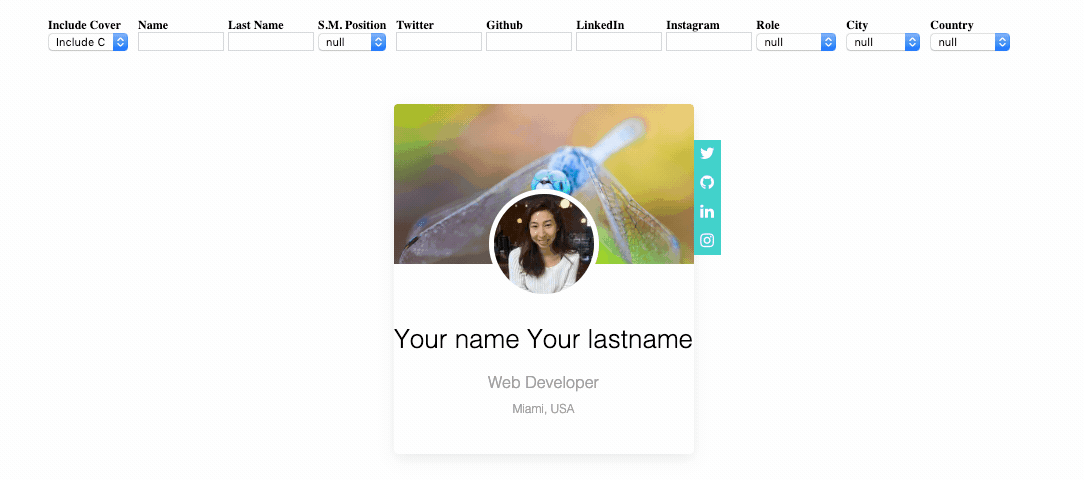 Include Cover Name Last Name S.M. Position Twitter Github LinkedIn Instagram Role City Country
Include C null null null null
Your name Your lastname
Web Developer
Miami, USA